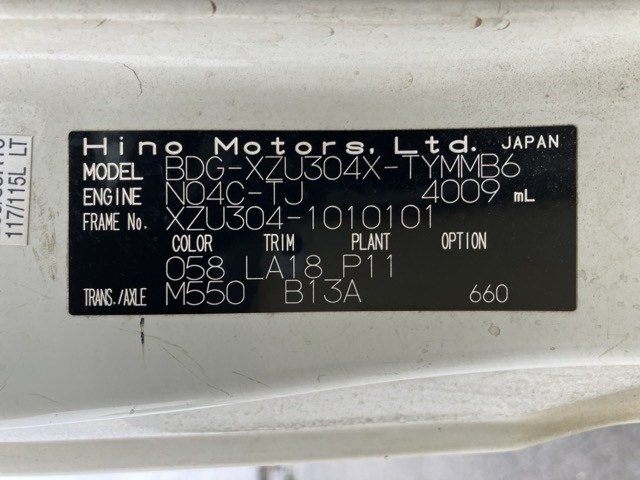 Hino Motors, Ltd. JAPAN
MODEL BDG-XZU304X-TYMMB6
ENGINE N04C-TJ 4009 mL
FRAME No. XZU304-1010101
COLOR TRIM PLANT OPTION
058 LA18 P11
TRANS./AXLE M550 B13A 660
117/115L LT